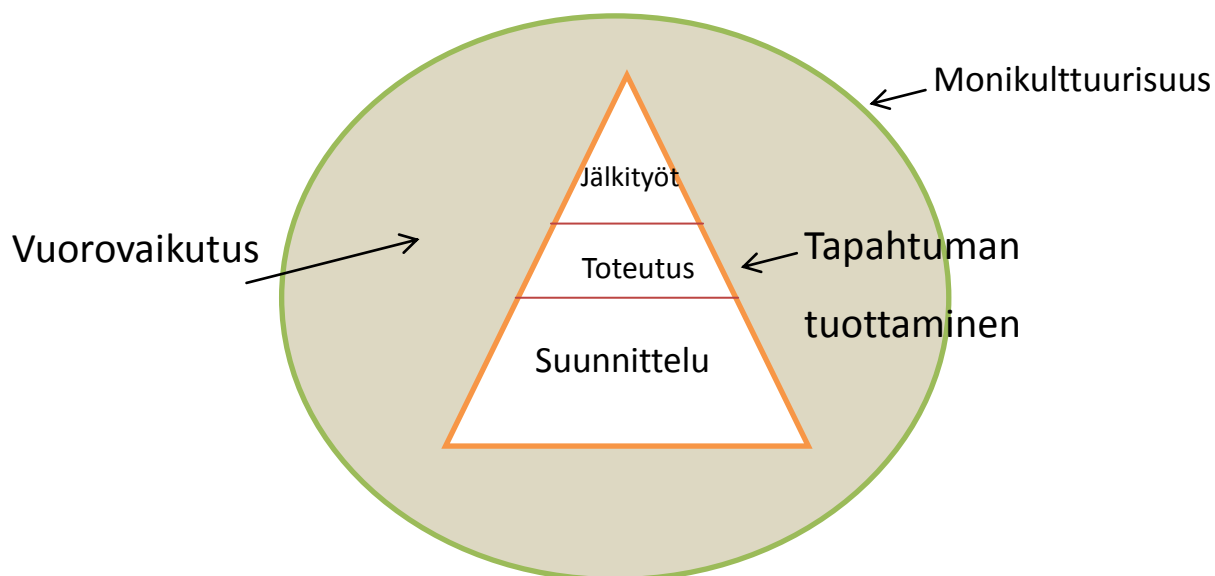 Monikulttuurisuus
Jälkityöt
Vuorovaikutus
Tapahtuman
tuottaminen
Toteutus
Suunnittelu